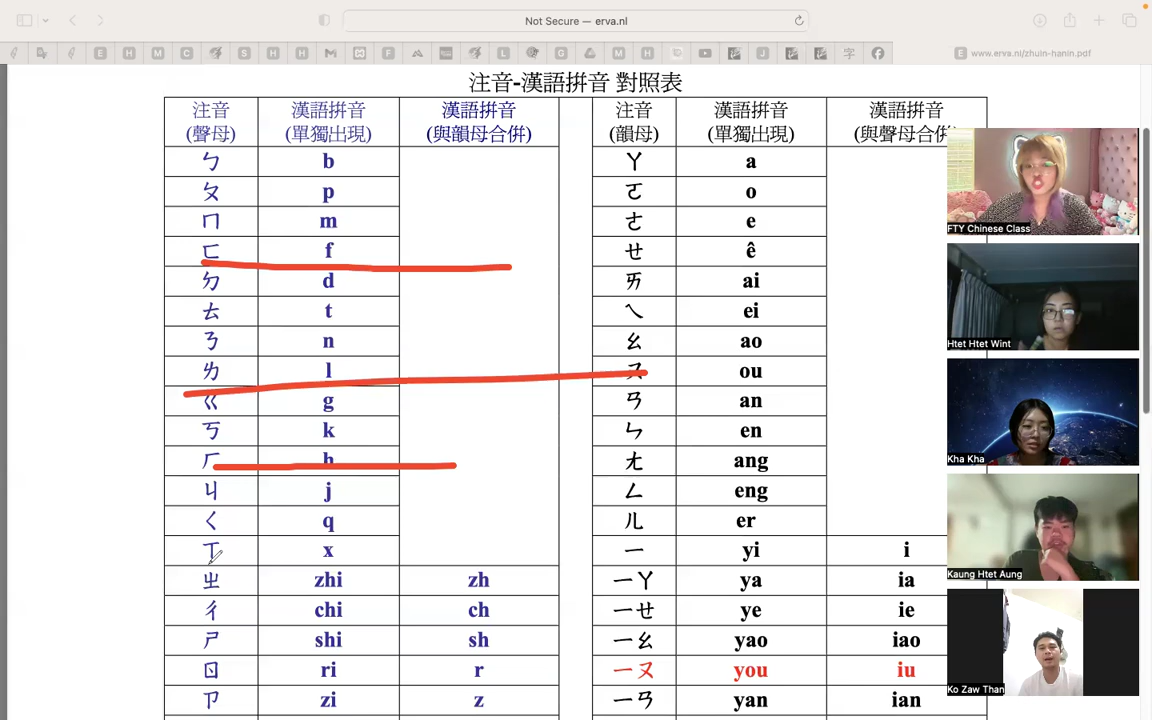 Not Secure — erva.nl
www.erva.nl/zhuin-hanin.pdf
注音-漢語拼音 對照表
注音 漢語拼音 漢語拼音 注音 漢語拼音 漢語拼音
(聲母) (單獨出現) (與韻母合併) (韻母) (單獨出現) (與聲母合併)
ㄅ b ㄚ a
ㄆ p ㄛ o
ㄇ m ㄜ e
ㄈ f ㄝ ê
ㄉ d ㄞ ai
ㄊ t ㄟ ei
ㄋ n ㄠ ao
ㄌ l ㄡ ou
ㄍ g ㄢ an
ㄎ k ㄣ en
ㄏ h ㄤ ang
ㄐ j ㄥ eng
ㄑ q ㄦ er
ㄒ x ㄧ yi i
ㄓ zhi zh ㄧㄚ ya ia
ㄔ chi ch ㄧㄝ ye ie
ㄕ shi sh ㄧㄠ yao iao
ㄖ ri r ㄧㄡ you iu
ㄗ zi z ㄧㄢ yan ian
FTY Chinese Class
Htet Htet Wint
Kha Kha
Kaung Htet Aung
Ko Zaw Than